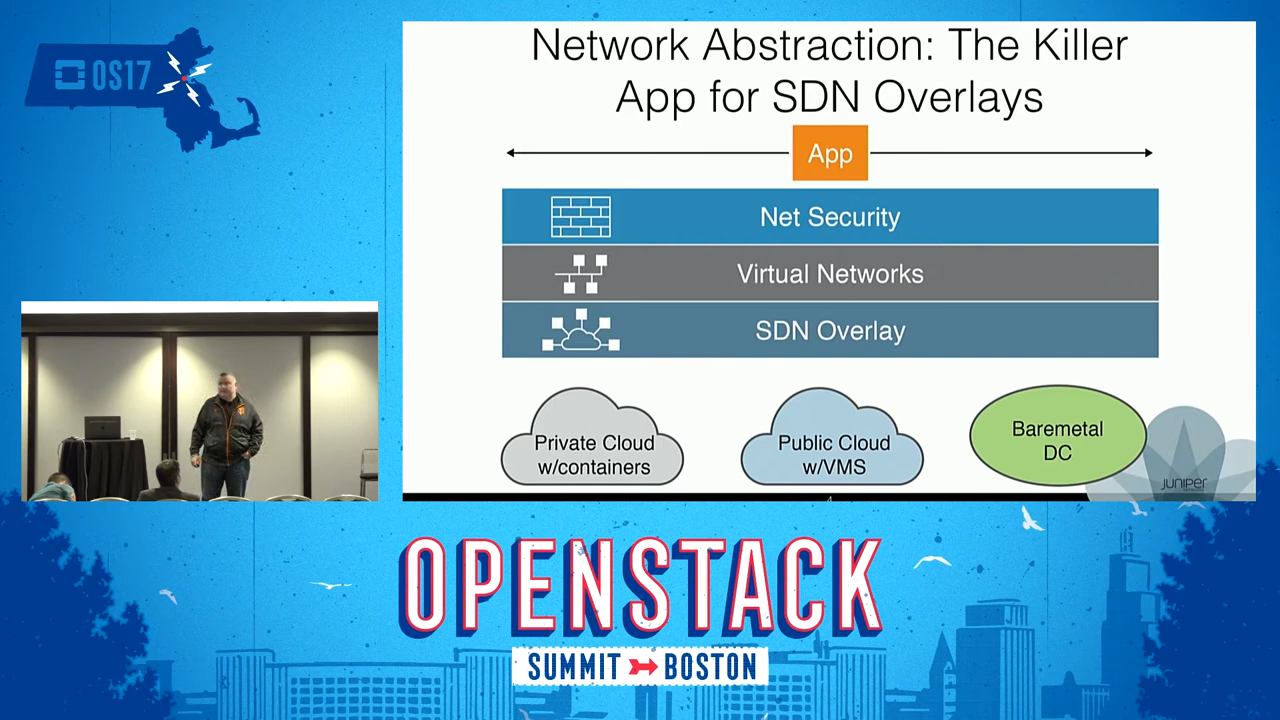 OS17
Network Abstraction: The Killer
App for SDN Overlays
App
Net Security
Virtual Networks
SDN Overlay
Private Cloud
w/containers
Public Cloud
w/VMS
Baremetal
DC
JUNIPEr
4
OPENSTACK
SUMMIT BOSTON